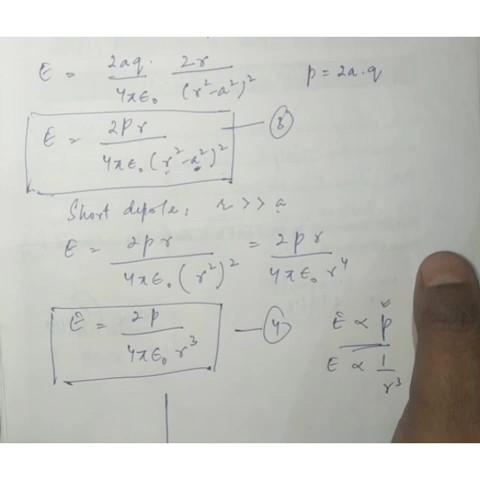 E = 2aq / 4πε₀ · 2r / (r² - a²)²    p = 2a.q
E = 2Pr / 4πε₀ (r² - a²)² — ③
Short dipole, r >> a
E = 2pr / 4πε₀ (r²)² = 2pr / 4πε₀ r⁴
E = 2p / 4πε₀ r³ — ④
E ∝ p
E ∝ 1 / r³